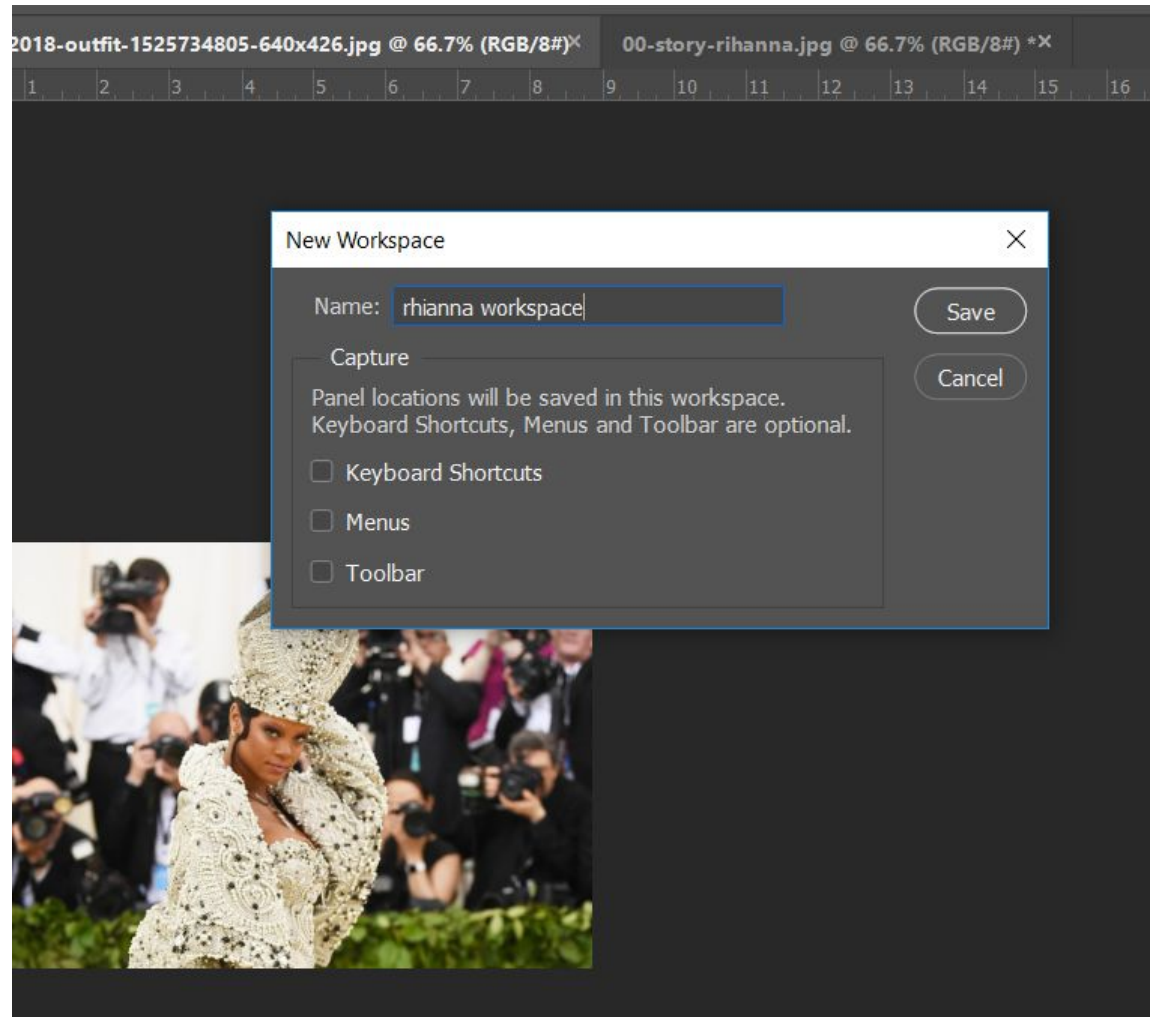 2018-outfit-1525734805-640x426.jpg @ 66.7% (RGB/8#)× 00-story-rihanna.jpg @ 66.7% (RGB/8#) *×
1 2 3 4 5 6 7 8 9 10 11 12 13 14 15 16
New Workspace
Name: rhianna workspace
Save
Capture
Cancel
Panel locations will be saved in this workspace.
Keyboard Shortcuts, Menus and Toolbar are optional.
Keyboard Shortcuts
Menus
Toolbar